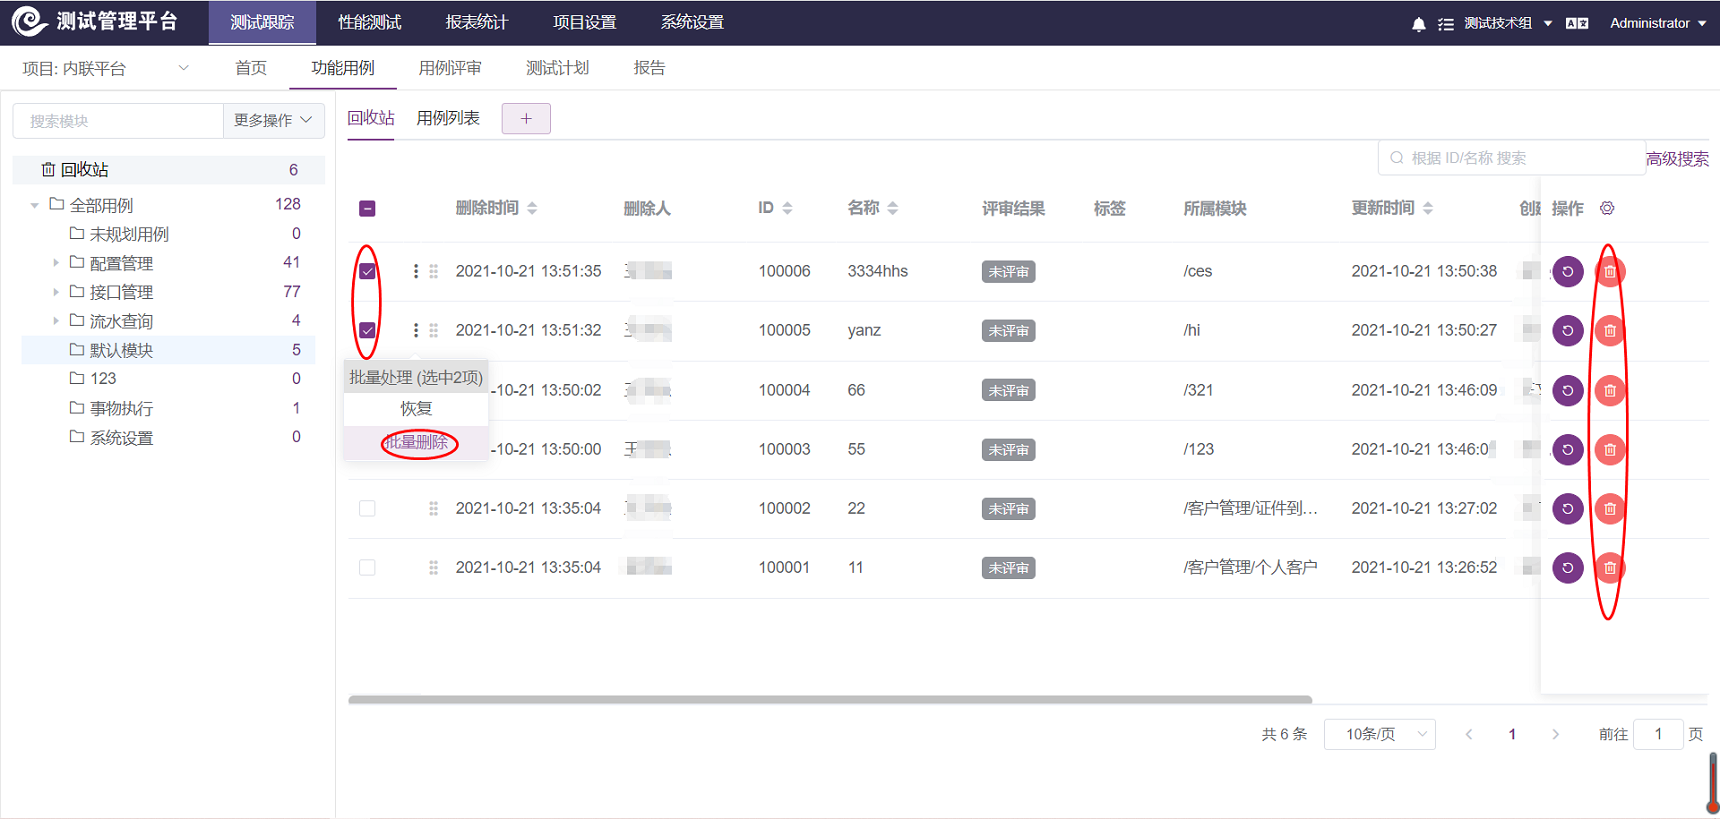 测试管理平台 测试跟踪 性能测试 报表统计 项目设置 系统设置 测试技术组 Administrator
项目: 内联平台 首页 功能用例 用例评审 测试计划 报告
搜索模块 更多操作
回收站 6
全部用例 128
未规划用例 0
配置管理 41
接口管理 77
流水查询 4
默认模块 5
123 0
事物执行 1
系统设置 0
回收站 用例列表 +
根据 ID/名称 搜索 高级搜索
删除时间 删除人 ID 名称 评审结果 标签 所属模块 更新时间 操作
2021-10-21 13:51:35 100006 3334hhs 未评审 /ces 2021-10-21 13:50:38
2021-10-21 13:51:32 100005 yanz 未评审 /hi 2021-10-21 13:50:27
批量处理 (选中2项)
恢复
批量删除
-10-21 13:50:02 100004 66 未评审 /321 2021-10-21 13:46:09
-10-21 13:50:00 王 100003 55 未评审 /123 2021-10-21 13:46:0
2021-10-21 13:35:04 100002 22 未评审 /客户管理/证件到... 2021-10-21 13:27:02
2021-10-21 13:35:04 100001 11 未评审 /客户管理/个人客户 2021-10-21 13:26:52
共 6 条 10条/页 1 前往 1 页